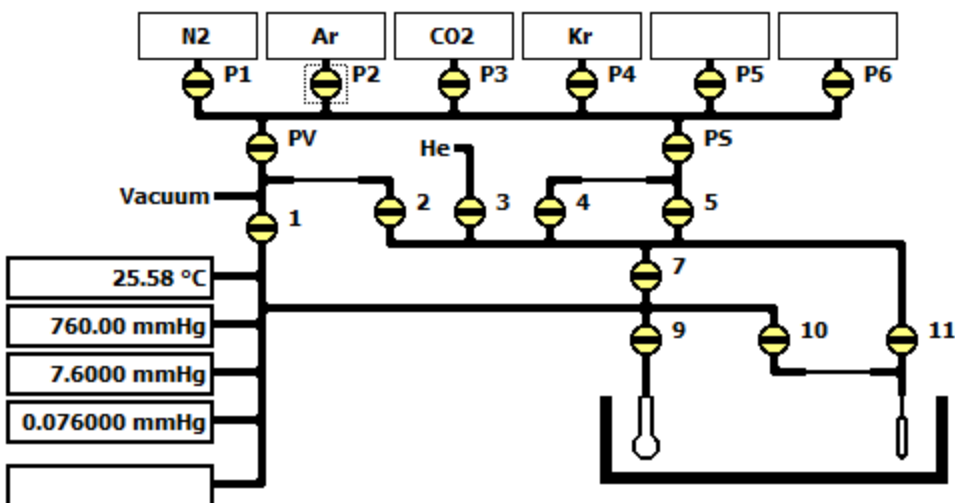 N2 Ar CO2 Kr
P1 P2 P3 P4 P5 P6
PV He PS
Vacuum 1 2 3 4 5
25.58 °C 7
760.00 mmHg 9 10 11
7.6000 mmHg
0.076000 mmHg